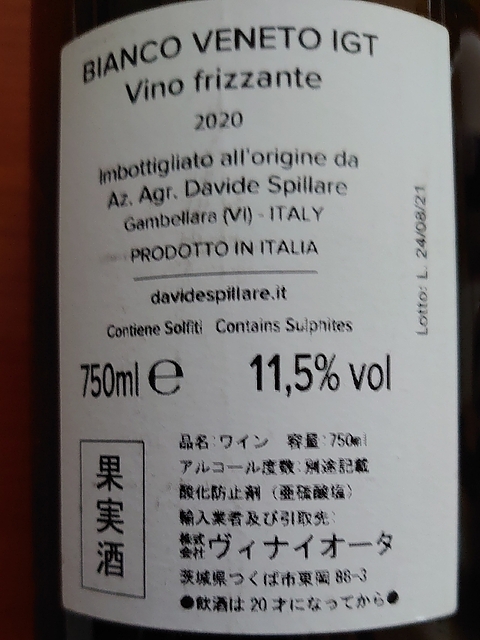 BIANCO VENETO IGT
Vino frizzante
2020
Imbottigliato all'origine da
Az. Agr. Davide Spillare
Gambellara (VI) - ITALY
PRODOTTO IN ITALIA
davidespillare.it
Contiene Solfiti Contains Sulphites
750ml ℮ 11,5% vol
Lotto: L. 24/08/21
果実酒
品名:ワイン 容量:750ml
アルコール度数:別途記載
酸化防止剤(亜硫酸塩)
輸入業者及び引取先:
株式会社ヴィナイオータ
茨城県つくば市東岡 86-3
●飲酒は20才になってから●